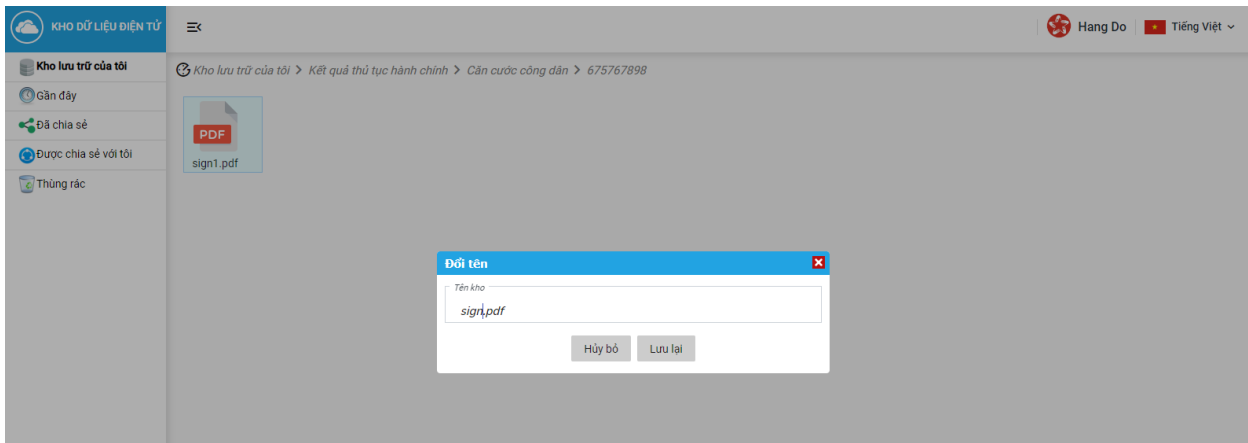 KHO DỮ LIỆU ĐIỆN TỬ
Hang Do
Tiếng Việt
Kho lưu trữ của tôi
Gần đây
Đã chia sẻ
Được chia sẻ với tôi
Thùng rác
Kho lưu trữ của tôi > Kết quả thủ tục hành chính > Căn cước công dân > 675767898
PDF
sign1.pdf
Đổi tên
Tên kho
sign.pdf
Hủy bỏ
Lưu lại